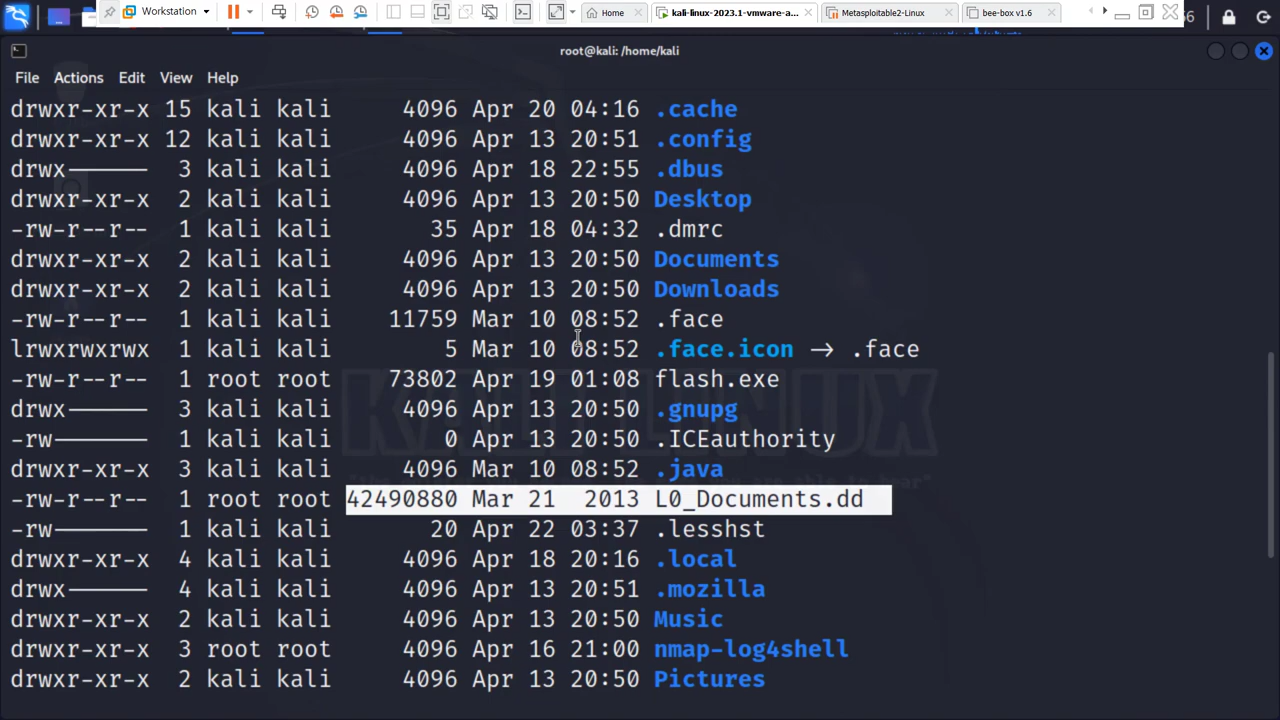 Workstation
Home
kali-linux-2023.1-vmware-a...
Metasploitable2-Linux
bee-box v1.6
root@kali: /home/kali
File Actions Edit View Help
drwxr-xr-x 15 kali kali 4096 Apr 20 04:16 .cache
drwxr-xr-x 12 kali kali 4096 Apr 13 20:51 .config
drwx------ 3 kali kali 4096 Apr 18 22:55 .dbus
drwxr-xr-x 2 kali kali 4096 Apr 13 20:50 Desktop
-rw-r--r-- 1 kali kali 35 Apr 18 04:32 .dmrc
drwxr-xr-x 2 kali kali 4096 Apr 13 20:50 Documents
drwxr-xr-x 2 kali kali 4096 Apr 13 20:50 Downloads
-rw-r--r-- 1 kali kali 11759 Mar 10 08:52 .face
lrwxrwxrwx 1 kali kali 5 Mar 10 08:52 .face.icon → .face
-rw-r--r-- 1 root root 73802 Apr 19 01:08 flash.exe
drwx------ 3 kali kali 4096 Apr 13 20:50 .gnupg
-rw------- 1 kali kali 0 Apr 13 20:50 .ICEauthority
drwxr-xr-x 3 kali kali 4096 Mar 10 08:52 .java
-rw-r--r-- 1 root root 42490880 Mar 21 2013 L0_Documents.dd
-rw------- 1 kali kali 20 Apr 22 03:37 .lesshst
drwxr-xr-x 4 kali kali 4096 Apr 18 20:16 .local
drwx------ 4 kali kali 4096 Apr 13 20:51 .mozilla
drwxr-xr-x 2 kali kali 4096 Apr 13 20:50 Music
drwxr-xr-x 3 root root 4096 Apr 16 21:00 nmap-log4shell
drwxr-xr-x 2 kali kali 4096 Apr 13 20:50 Pictures